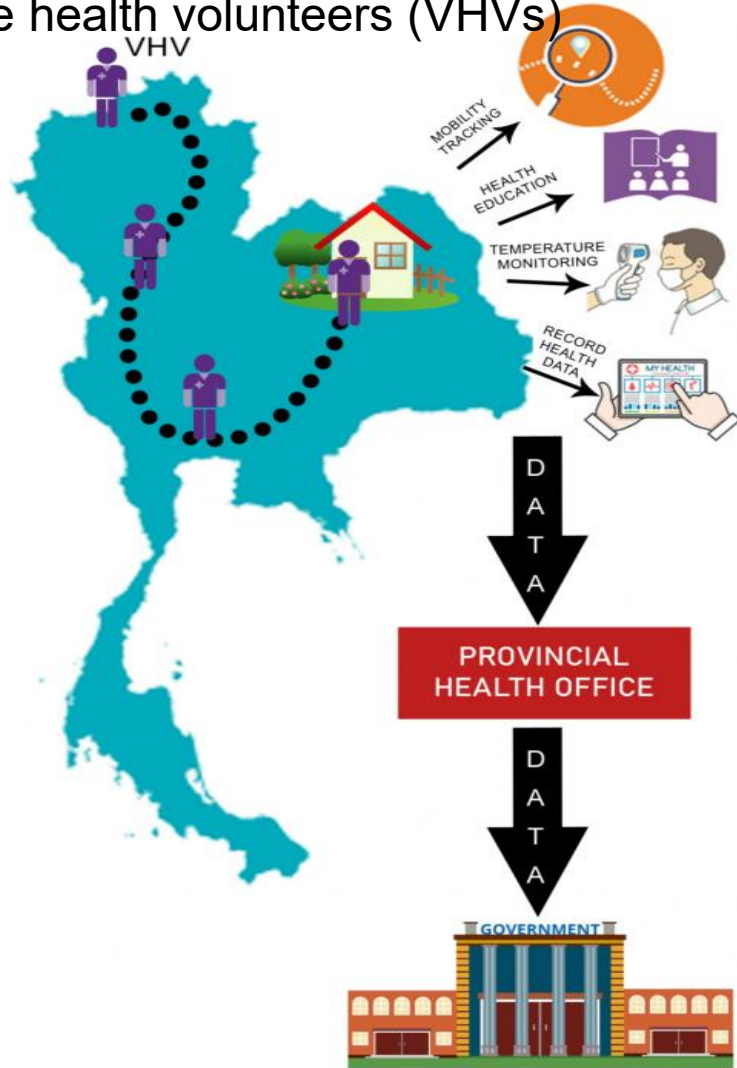 e health volunteers (VHVs)
VHV
MOBILITY
TRACKING
HEALTH
EDUCATION
TEMPERATURE
MONITORING
RECORD
HEALTH
DATA
MY HEALTH
D
A
T
A
PROVINCIAL
HEALTH OFFICE
D
A
T
A
GOVERNMENT